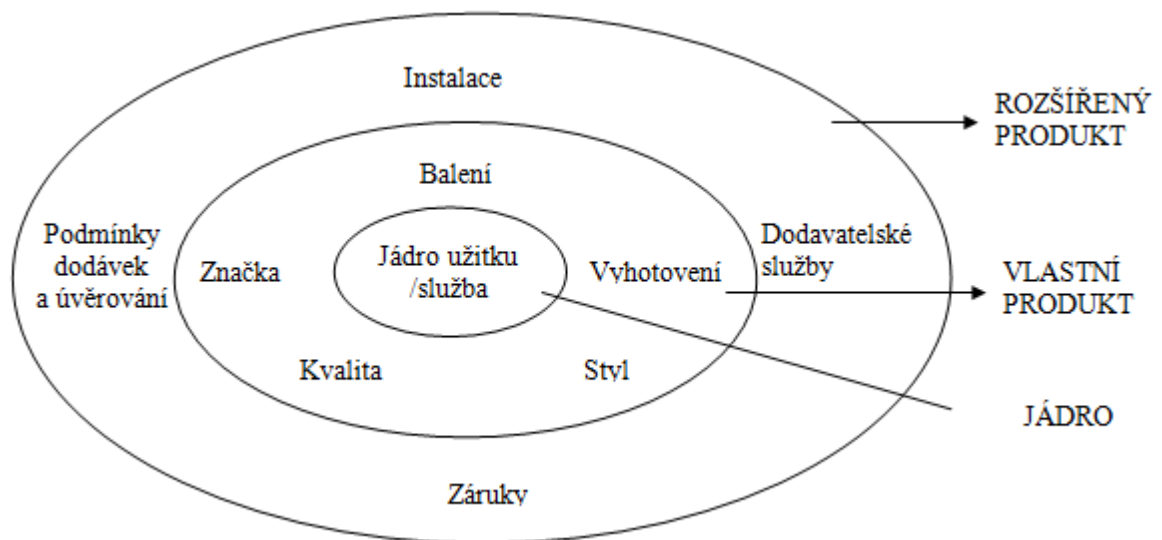 Instalace
ROZŠÍŘENÝ
PRODUKT
Balení
Podmínky
dodávek
a úvěrování
Značka
Jádro užitku
/služba
Vyhotovení
Dodavatelské
služby
VLASTNÍ
PRODUKT
Kvalita
Styl
JÁDRO
Záruky